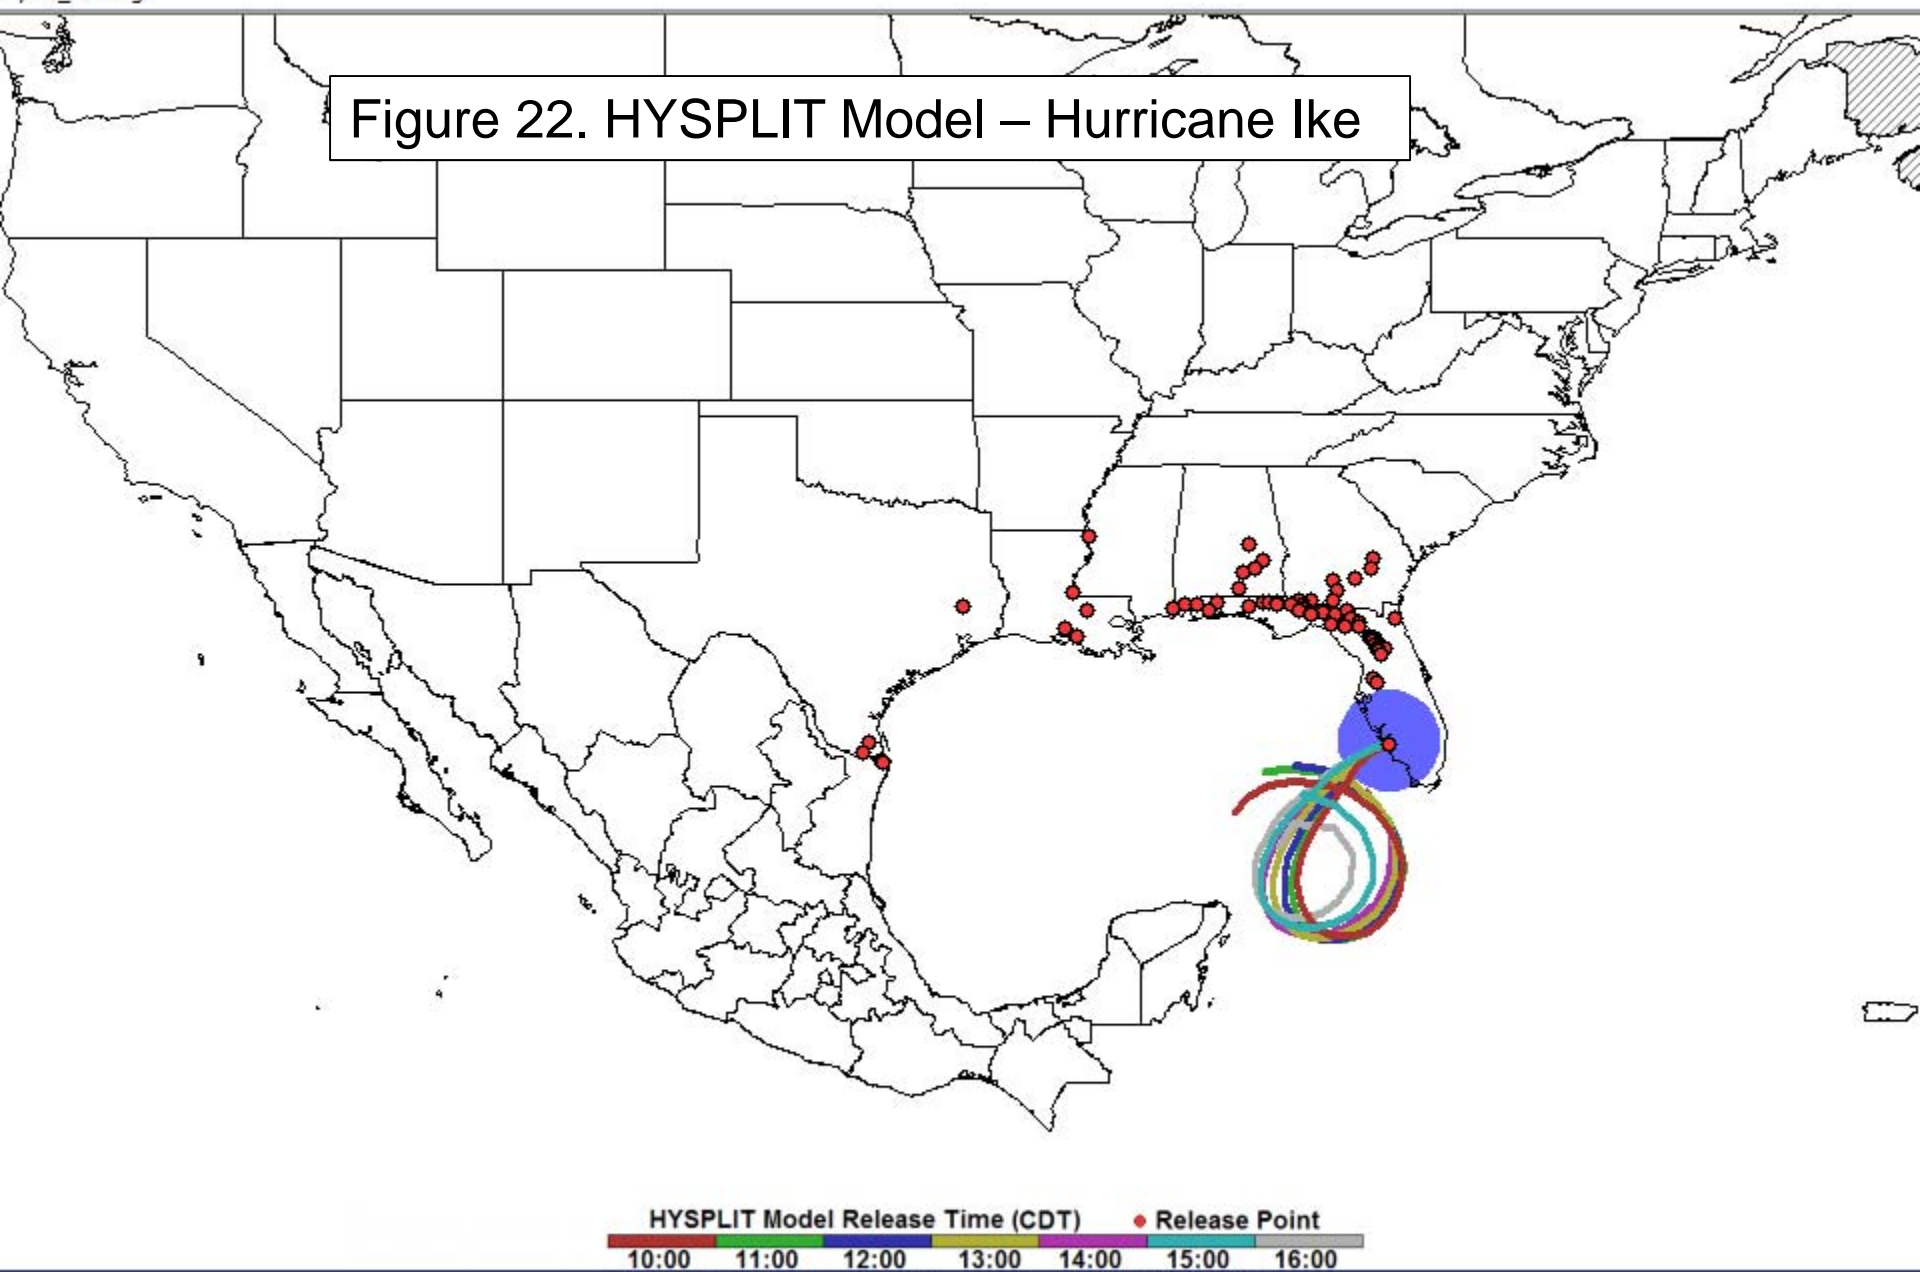 Figure 22. HYSPLIT Model – Hurricane Ike
HYSPLIT Model Release Time (CDT) Release Point
10:00 11:00 12:00 13:00 14:00 15:00 16:00